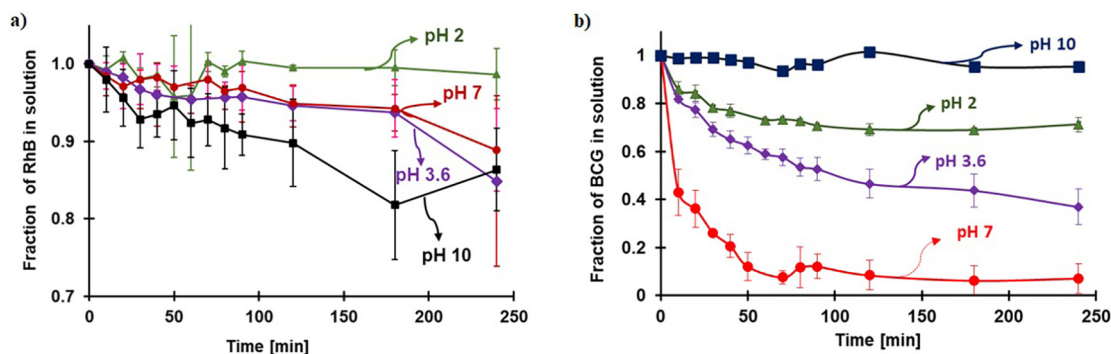 a)
Fraction of RhB in solution
1.0
0.9
0.8
0.7
0
50
100
150
200
250
Time [min]
pH 2
pH 7
pH 3.6
pH 10
b)
Fraction of BCG in solution
1
0.8
0.6
0.4
0.2
0
0
50
100
150
200
250
Time [min]
pH 10
pH 2
pH 3.6
pH 7